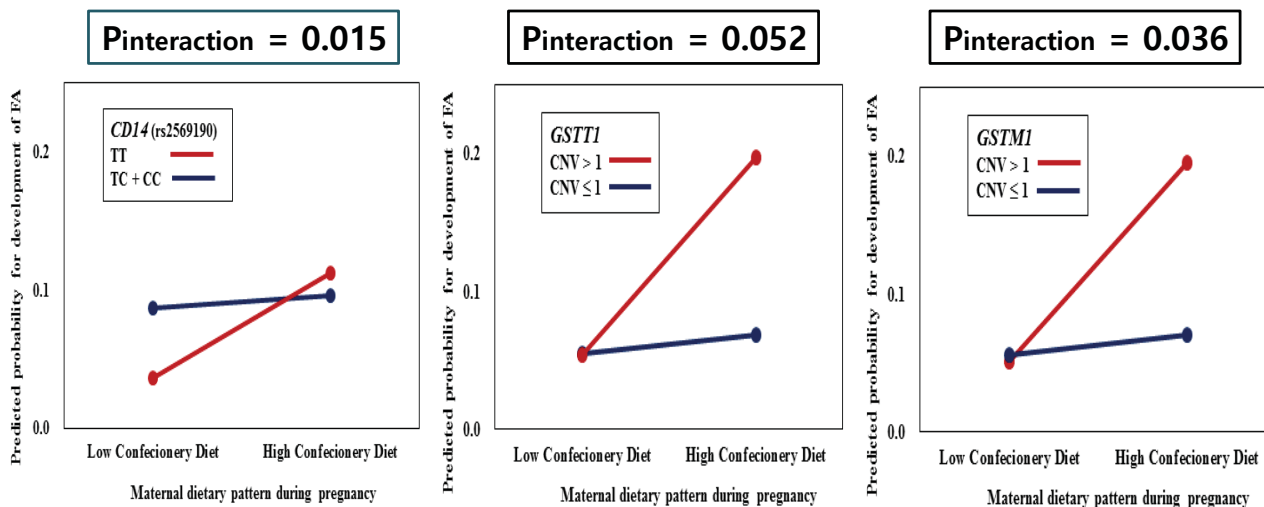 Pinteraction = 0.015
Predicted probability for development of FA
0.2
0.1
0.0
CD14 (rs2569190)
TT
TC + CC
Low Confecionery Diet
High Confecionery Diet
Maternal dietary pattern during pregnancy
Pinteraction = 0.052
Predicted probability for development of FA
0.2
0.1
0.0
GSTT1
CNV > 1
CNV ≤ 1
Low Confecionery Diet
High Confecionery Diet
Maternal dietary pattern during pregnancy
Pinteraction = 0.036
Predicted probability for development of FA
0.2
0.1
0.0
GSTM1
CNV > 1
CNV ≤ 1
Low Confecionery Diet
High Confecionery Diet
Maternal dietary pattern during pregnancy